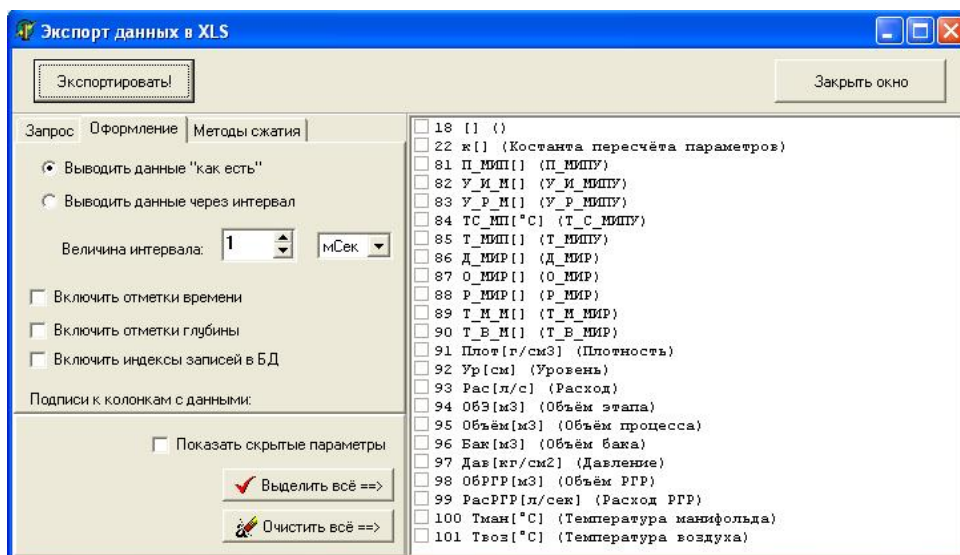 Экспорт данных в XLS
Экспортировать!
Закрыть окно
Запрос Оформление Методы сжатия
Выводить данные "как есть"
Выводить данные через интервал
Величина интервала: 1 мСек
Включить отметки времени
Включить отметки глубины
Включить индексы записей в БД
Подписи к колонкам с данными:
Показать скрытые параметры
Выделить всё ==>
Очистить всё ==>
18 [] ()
22 к[] (Костанта пересчёта параметров)
81 П_МИП[] (П_МИПУ)
82 У_И_М[] (У_И_МИПУ)
83 У_Р_М[] (У_Р_МИПУ)
84 ТС_МП[°C] (Т_С_МИПУ)
85 Т_МИП[] (Т_МИПУ)
86 Д_МИР[] (Д_МИР)
87 О_МИР[] (О_МИР)
88 Р_МИР[] (Р_МИР)
89 Т_М_М[] (Т_М_МИР)
90 Т_В_М[] (Т_В_МИР)
91 Плот[г/см3] (Плотность)
92 Ур[см] (Уровень)
93 Рас[л/с] (Расход)
94 ОбЭ[м3] (Объём этапа)
95 Объём[м3] (Объём процесса)
96 Бак[м3] (Объём бака)
97 Дав[кг/см2] (Давление)
98 ОбРГР[м3] (Объём РГР)
99 РасРГР[л/сек] (Расход РГР)
100 Тман[°C] (Температура манифольда)
101 Твоз[°C] (Температура воздуха)